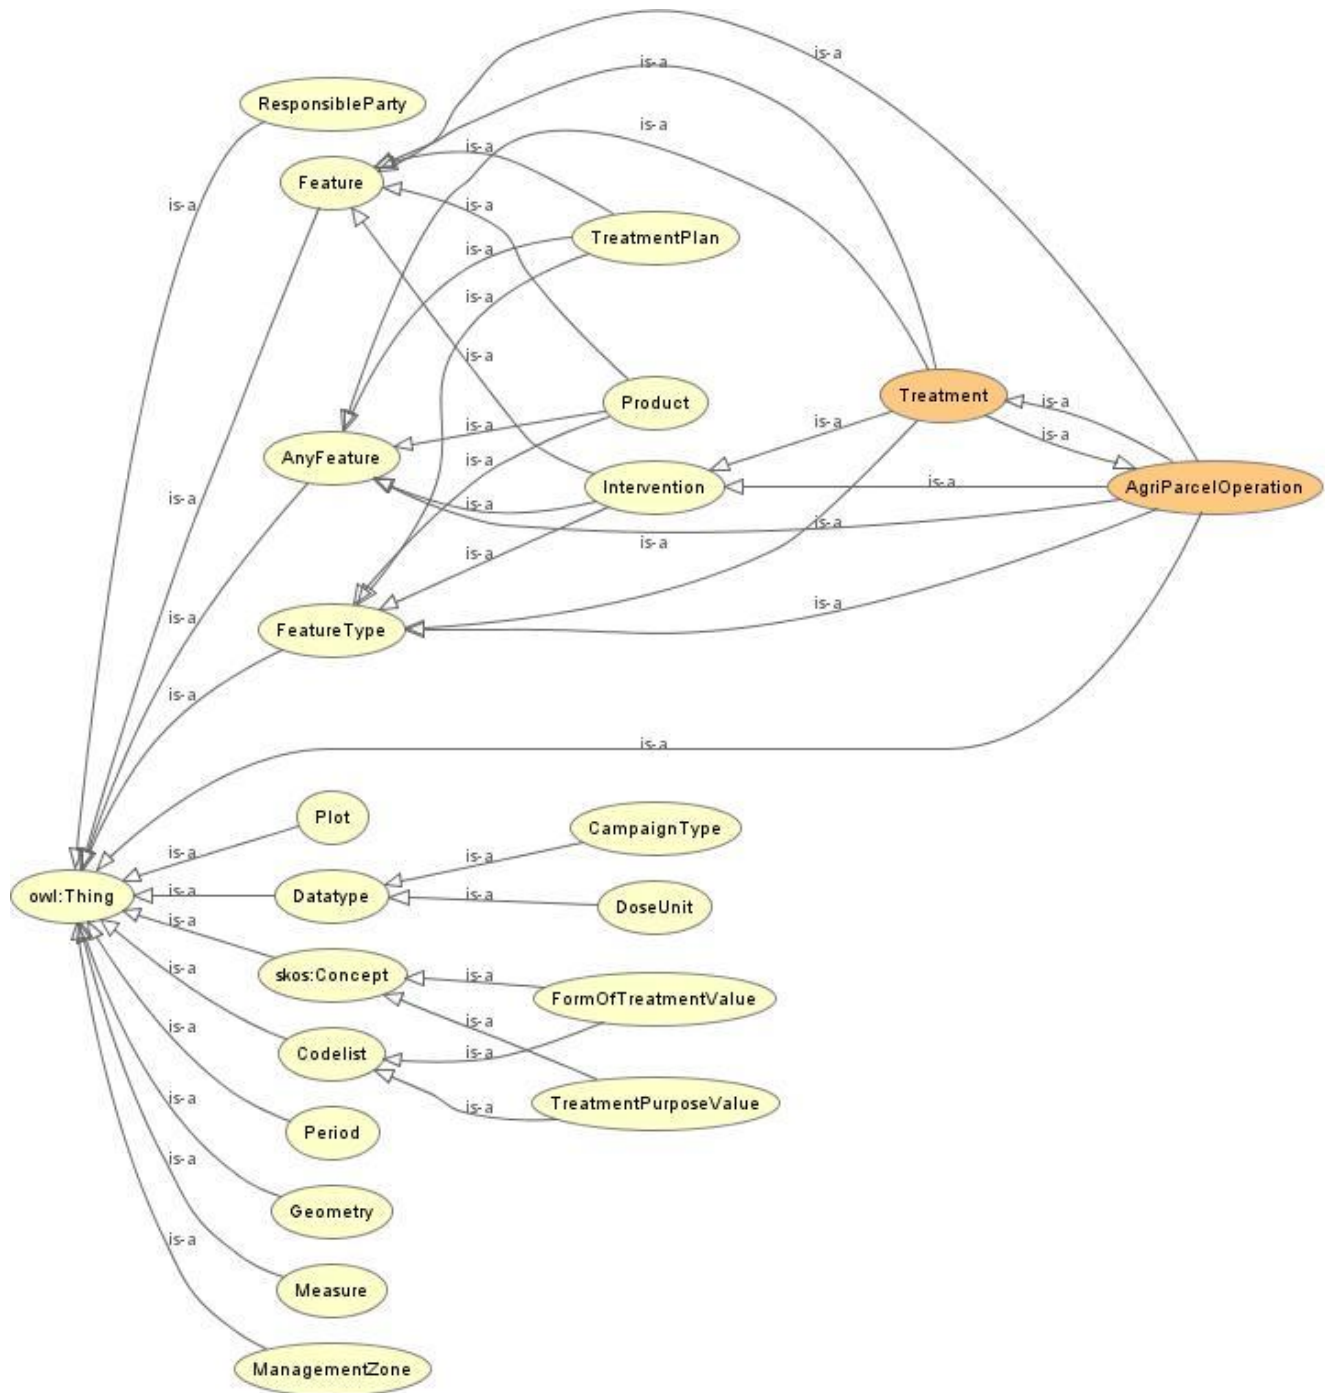 is-a
is-a
ResponsibleParty
is-a
is-a
Feature
is-a
is-a
TreatmentPlan
is-a
is-a
is-a
Treatment
Product
is-a
is-a
is-a
is-a
AnyFeature
is-a
Intervention
is-a
AgriParcelOperation
is-a
is-a
is-a
is-a
is-a
is-a
is-a
FeatureType
is-a
is-a
is-a
Plot
CampaignType
is-a
is-a
owl:Thing
is-a
Datatype
is-a
DoseUnit
is-a
skos:Concept
is-a
FormOfTreatmentValue
is-a
is-a
is-a
Codelist
is-a
is-a
TreatmentPurposeValue
is-a
is-a
Period
is-a
Geometry
is-a
Measure
ManagementZone